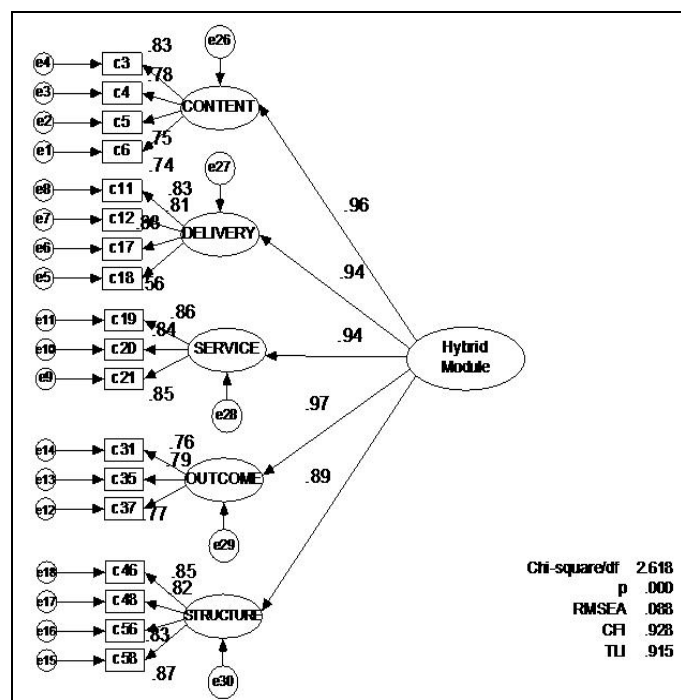 e26
.83
e4 c3
.78
e3 c4
CONTENT
e2 c5
.75
e1 c6
.74
e27
e8 c11 .83
.81
e7 c12 .88
DELIVERY
e6 c17
e5 c18 .56
.96
.94
e11 c19 .86
.84
.94
e10 c20
SERVICE
Hybrid
Module
e9 c21
.85
e28
.97
e14 c31 .76
.79
.89
e13 c35
OUTCOME
e12 c37 .77
e29
e18 c46 .85
.82
e17 c48
STRUCTURE
e16 c56 .83
e15 c58
.87
e30
Chi-square/df 2.618
p .000
RMSEA .088
CFI .928
TLI .915